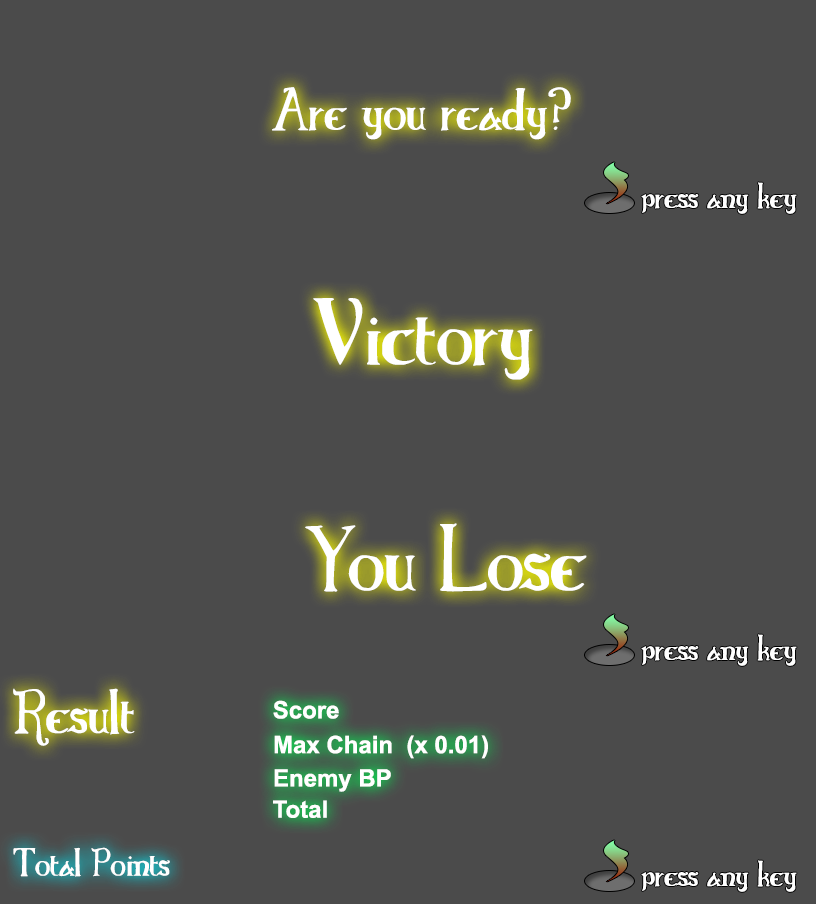 Are you ready?
press any key
Victory
You Lose
press any key
Result
Score
Max Chain (x 0.01)
Enemy BP
Total
Total Points
press any key